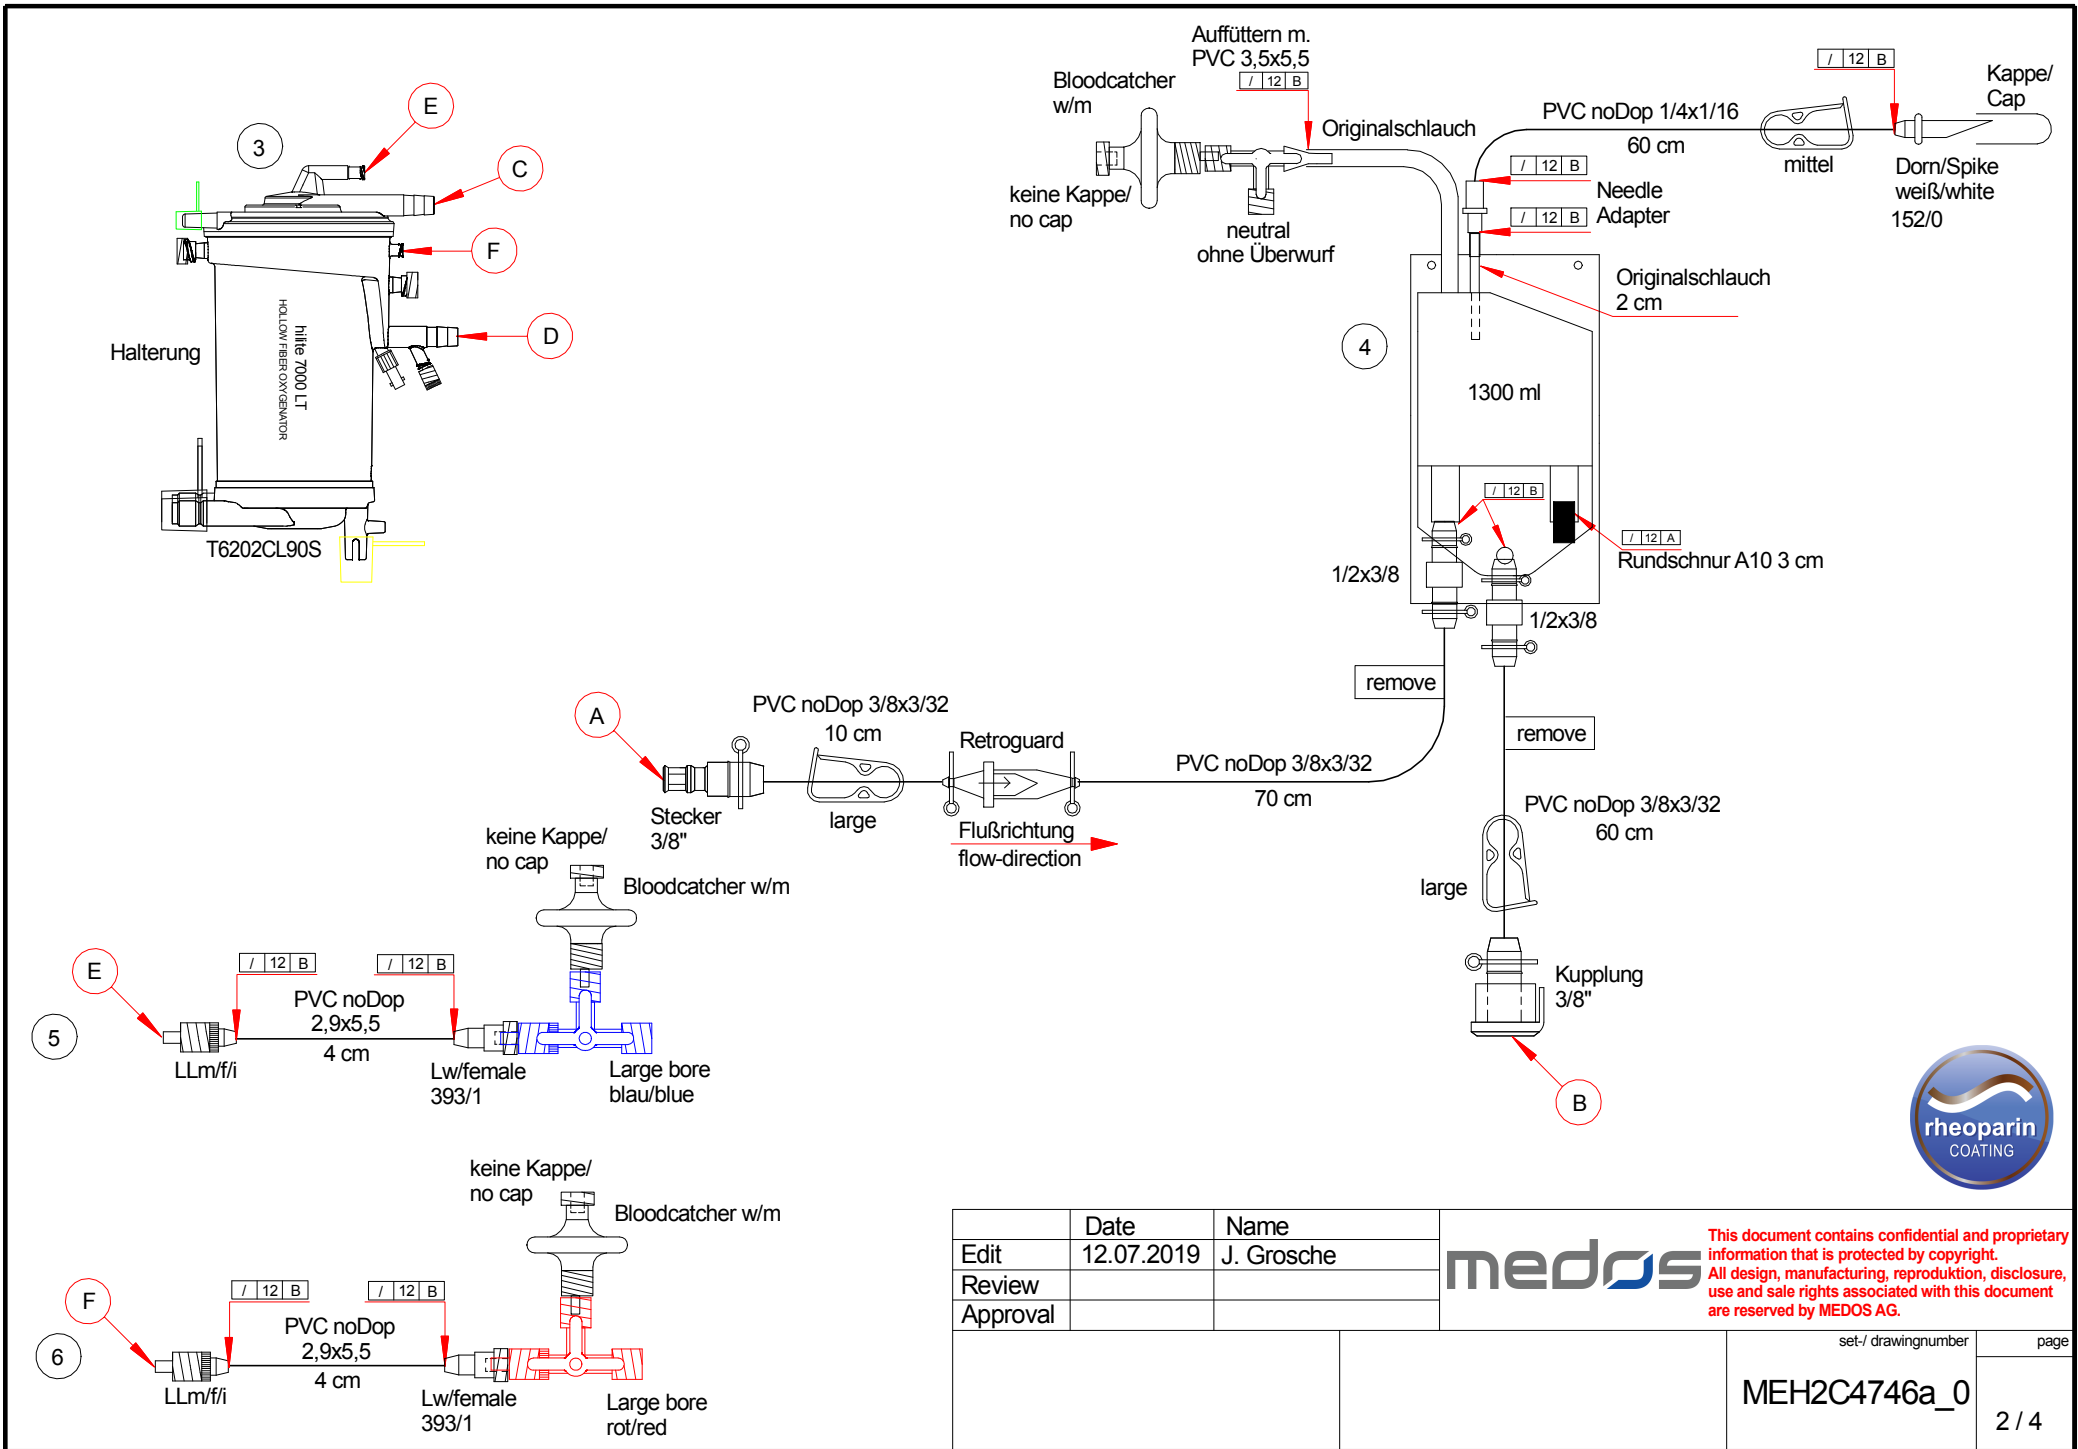 3
E
C
F
D
Halterung
hilite 7000 LT
HOLLOW FIBER OXYGENATOR
T6202CL90S
Auffüttern m.
PVC 3,5x5,5
/ 12 B
Bloodcatcher
w/m
Originalschlauch
keine Kappe/
no cap
neutral
ohne Überwurf
/ 12 B
Kappe/
Cap
PVC noDop 1/4x1/16
60 cm
mittel
Dorn/Spike
weiß/white
152/0
/ 12 B
Needle
Adapter
/ 12 B
Originalschlauch
2 cm
4
1300 ml
/ 12 B
/ 12 A
Rundschnur A10 3 cm
1/2x3/8
1/2x3/8
remove
remove
A
PVC noDop 3/8x3/32
10 cm
Retroguard
PVC noDop 3/8x3/32
70 cm
Stecker
3/8"
large
Flußrichtung
flow-direction
PVC noDop 3/8x3/32
60 cm
large
Kupplung
3/8"
B
keine Kappe/
no cap
Bloodcatcher w/m
E
/ 12 B
/ 12 B
PVC noDop
2,9x5,5
4 cm
5
LLm/f/i
Lw/female
393/1
Large bore
blau/blue
keine Kappe/
no cap
Bloodcatcher w/m
F
/ 12 B
/ 12 B
PVC noDop
2,9x5,5
4 cm
6
LLm/f/i
Lw/female
393/1
Large bore
rot/red
rheoparin
COATING
Date Name
Edit 12.07.2019 J. Grosche
Review
Approval
medos
This document contains confidential and proprietary
information that is protected by copyright.
All design, manufacturing, reproduktion, disclosure,
use and sale rights associated with this document
are reserved by MEDOS AG.
set-/ drawingnumber
page
MEH2C4746a_0
2 / 4